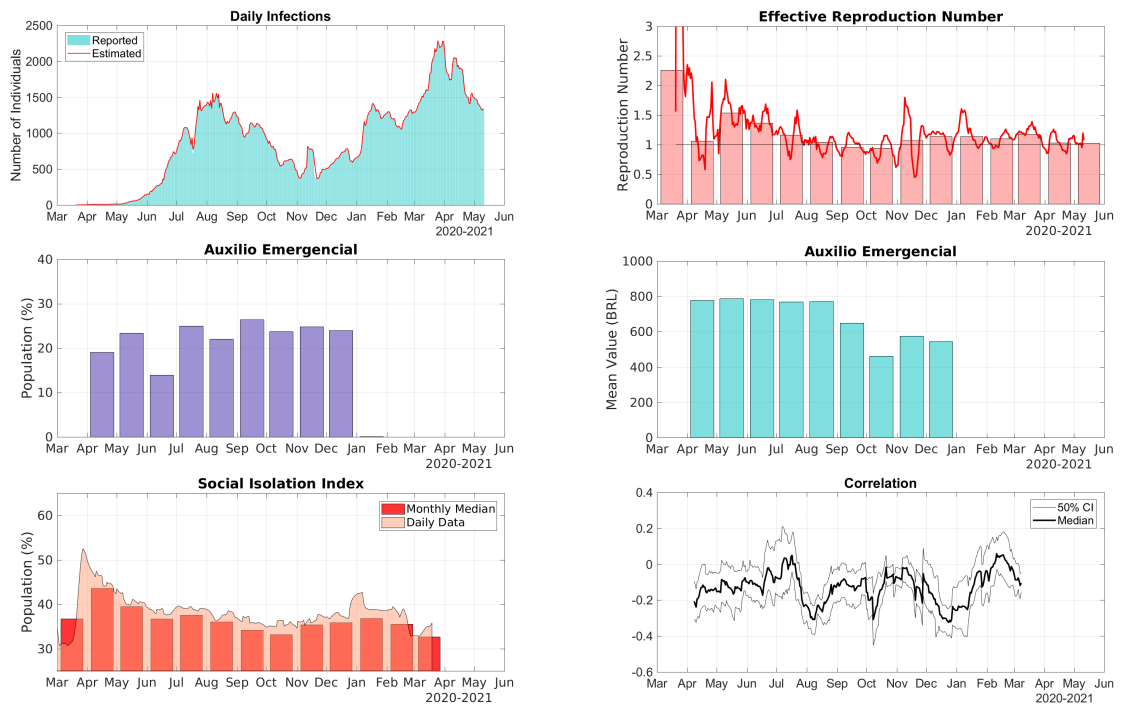 Daily Infections
Number of Individuals
2500
2000
1500
1000
500
0
Reported
Estimated
Mar Apr May Jun Jul Aug Sep Oct Nov Dec Jan Feb Mar Apr May Jun
2020-2021
Effective Reproduction Number
Reproduction Number
3
2.5
2
1.5
1
0.5
0
Mar Apr May Jun Jul Aug Sep Oct Nov Dec Jan Feb Mar Apr May Jun
2020-2021
Auxilio Emergencial
Population (%)
40
30
20
10
0
Mar Apr May Jun Jul Aug Sep Oct Nov Dec Jan Feb Mar Apr May Jun
2020-2021
Auxilio Emergencial
Mean Value (BRL)
1000
800
600
400
200
0
Mar Apr May Jun Jul Aug Sep Oct Nov Dec Jan Feb Mar Apr May Jun
2020-2021
Social Isolation Index
Population (%)
60
50
40
30
Monthly Median
Daily Data
Mar Apr May Jun Jul Aug Sep Oct Nov Dec Jan Feb Mar Apr May Jun
2020-2021
Correlation
0.4
0.2
0
-0.2
-0.4
-0.6
50% CI
Median
Mar Apr May Jun Jul Aug Sep Oct Nov Dec Jan Feb Mar Apr May Jun
2020-2021